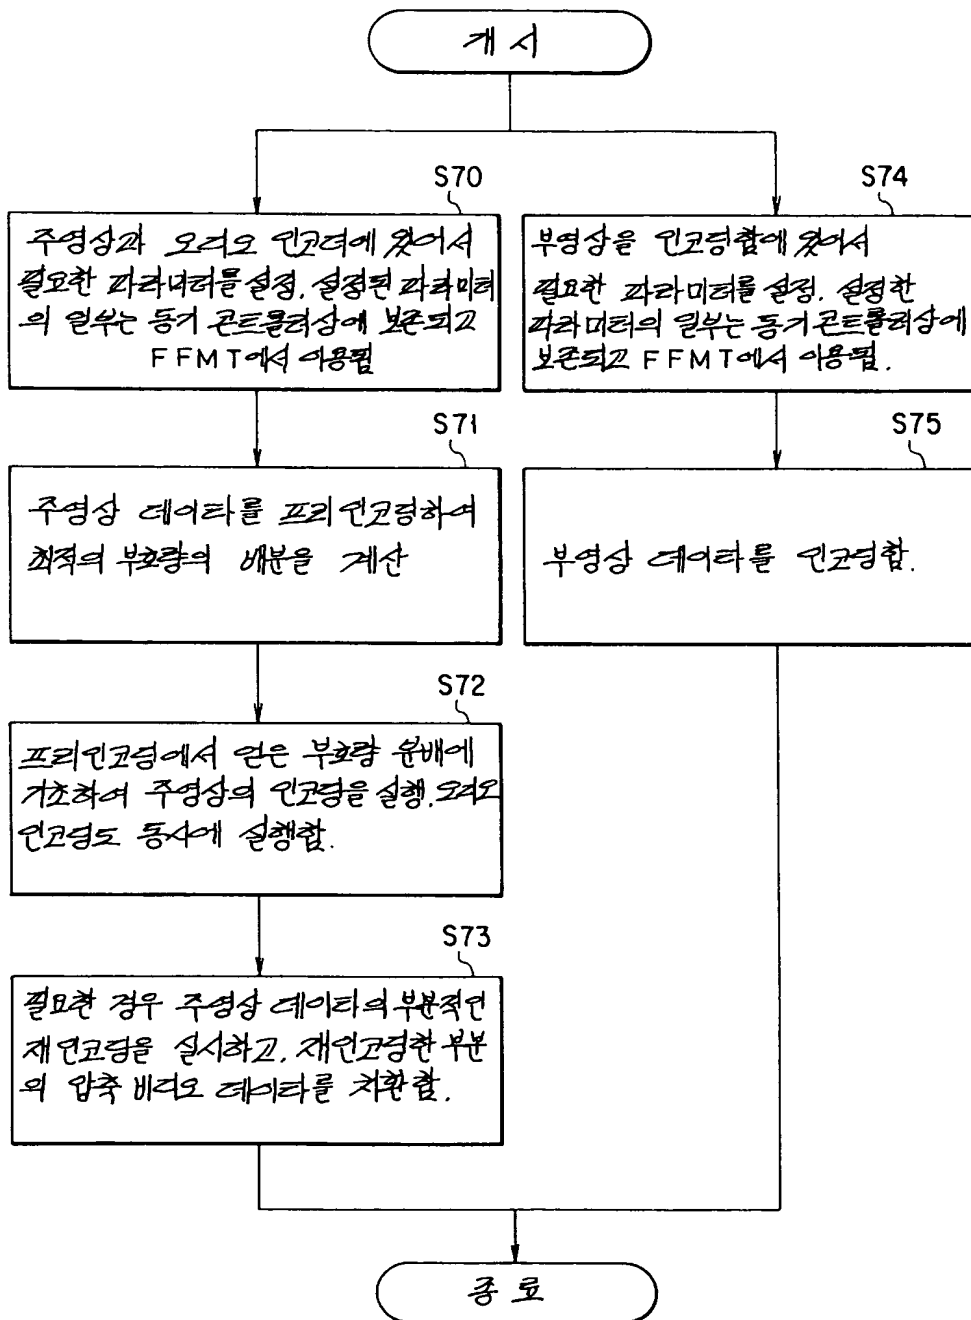 개시
S70
주영상과 오디오 인코더에 있어서
필요한 파라미터를 설정. 설정된 파라미터
의 일부는 동기 콘트롤러상에 보존되고
FFMT에서 이용됨
S74
부영상을 인코딩함에 있어서
필요한 파라미터를 설정. 설정한
파라미터의 일부는 동기 콘트롤러상에
보존되고 FFMT에서 이용됨.
S71
주영상 데이타를 프리인코딩하여
최적의 부호량의 배분을 계산
S75
부영상 데이타를 인코딩함.
S72
프리인코딩에서 얻은 부호량 분배에
기초하여 주영상의 인코딩을 실행. 오디오
인코딩도 동시에 실행함.
S73
필요한 경우 주영상 데이타의 부분적인
재인코딩을 실시하고, 재인코딩한 부분
의 압축 비디오 데이타를 치환함.
종료